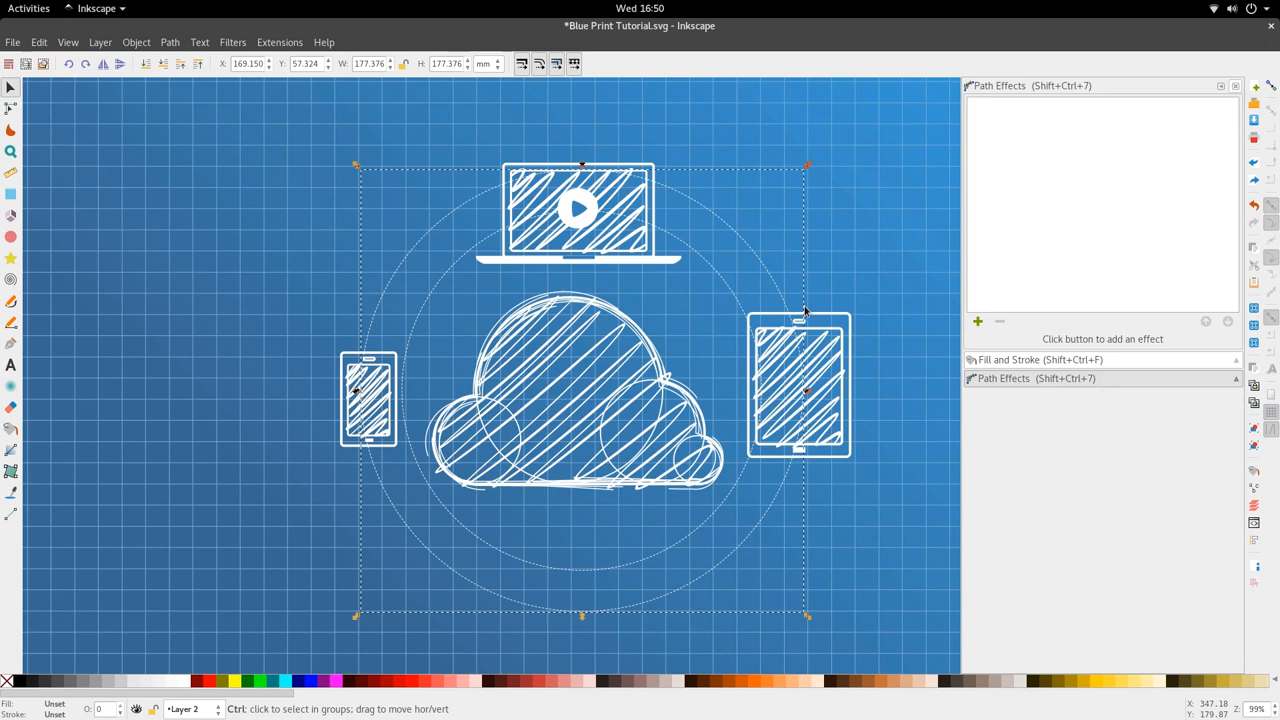 Activities Inkscape Wed 16:50
*Blue Print Tutorial.svg - Inkscape
File Edit View Layer Object Path Text Filters Extensions Help
X: 169.150 Y: 57.324 W: 177.376 H: 177.376 mm
Path Effects (Shift+Ctrl+7)
Click button to add an effect
Fill and Stroke (Shift+Ctrl+F)
Path Effects (Shift+Ctrl+7)
Fill: Unset
Stroke: Unset
O: 0
•Layer 2
Ctrl: click to select in groups; drag to move hor/vert
X: 347.18
Y: 179.87
Z: 99%